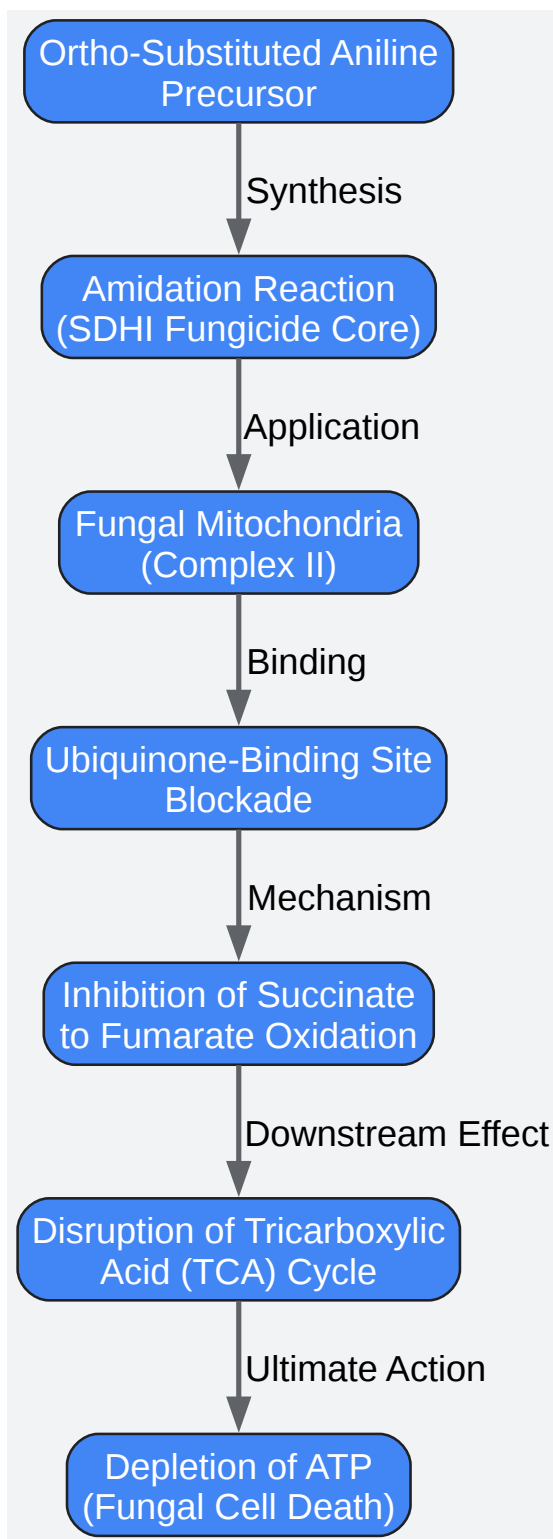 Ortho-Substituted Aniline
Precursor
Synthesis
Amidation Reaction
(SDHI Fungicide Core)
Application
Fungal Mitochondria
(Complex II)
Binding
Ubiquinone-Binding Site
Blockade
Mechanism
Inhibition of Succinate
to Fumarate Oxidation
Downstream Effect
Disruption of Tricarboxylic
Acid (TCA) Cycle
Ultimate Action
Depletion of ATP
(Fungal Cell Death)